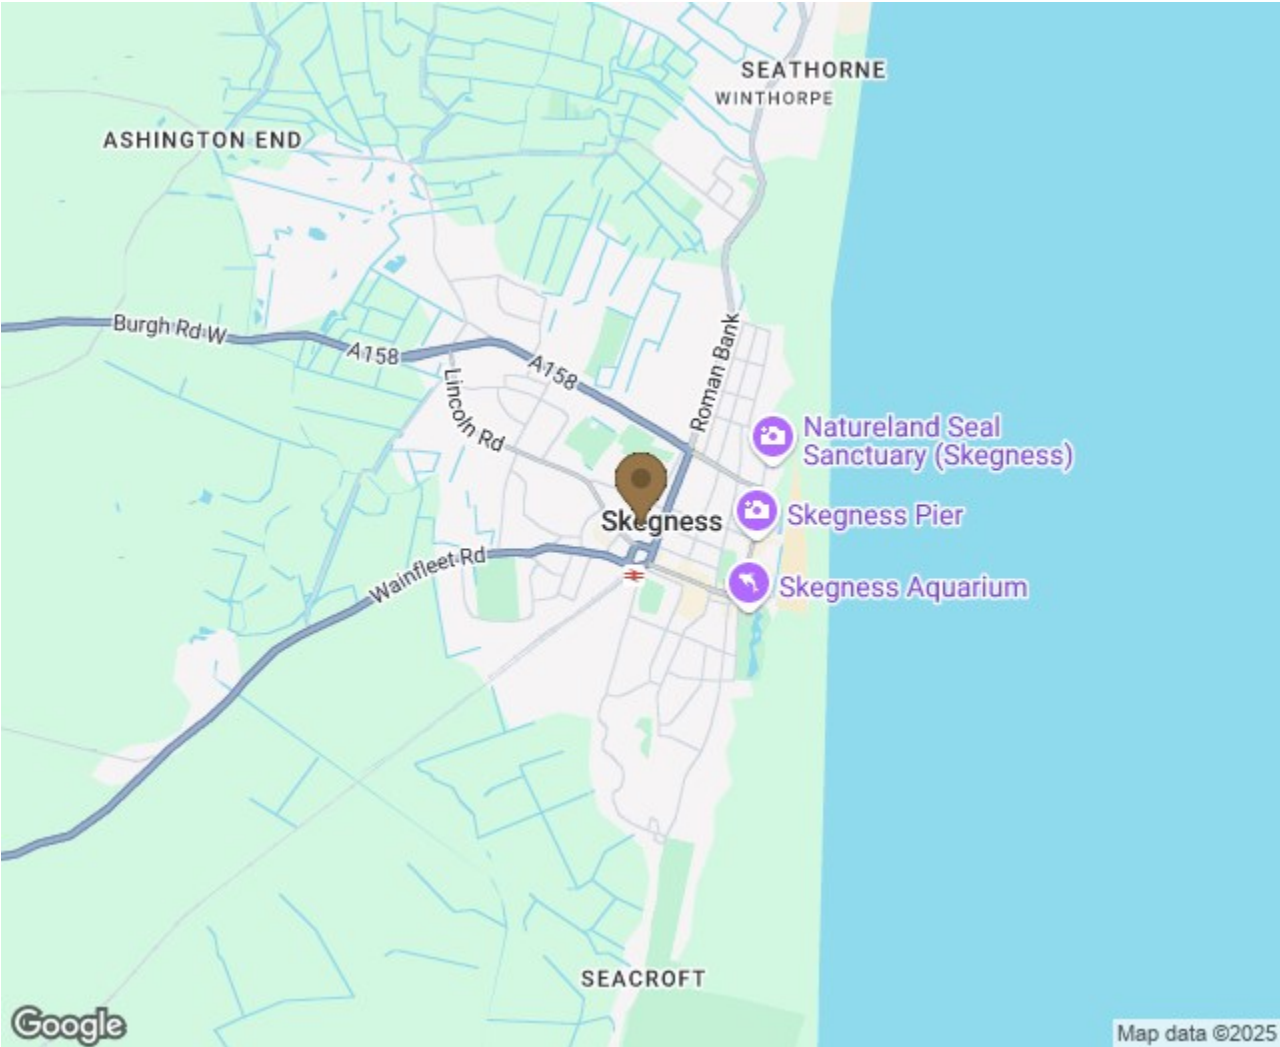 SEATHORNE
WINTHORPE
ASHINGTON END
Burgh Rd W
A158
A158
Roman Bank
Lincoln Rd
Natureland Seal
Sanctuary (Skegness)
Skegness
Skegness Pier
Wainfleet Rd
Skegness Aquarium
SEACROFT
Google
Map data ©2025